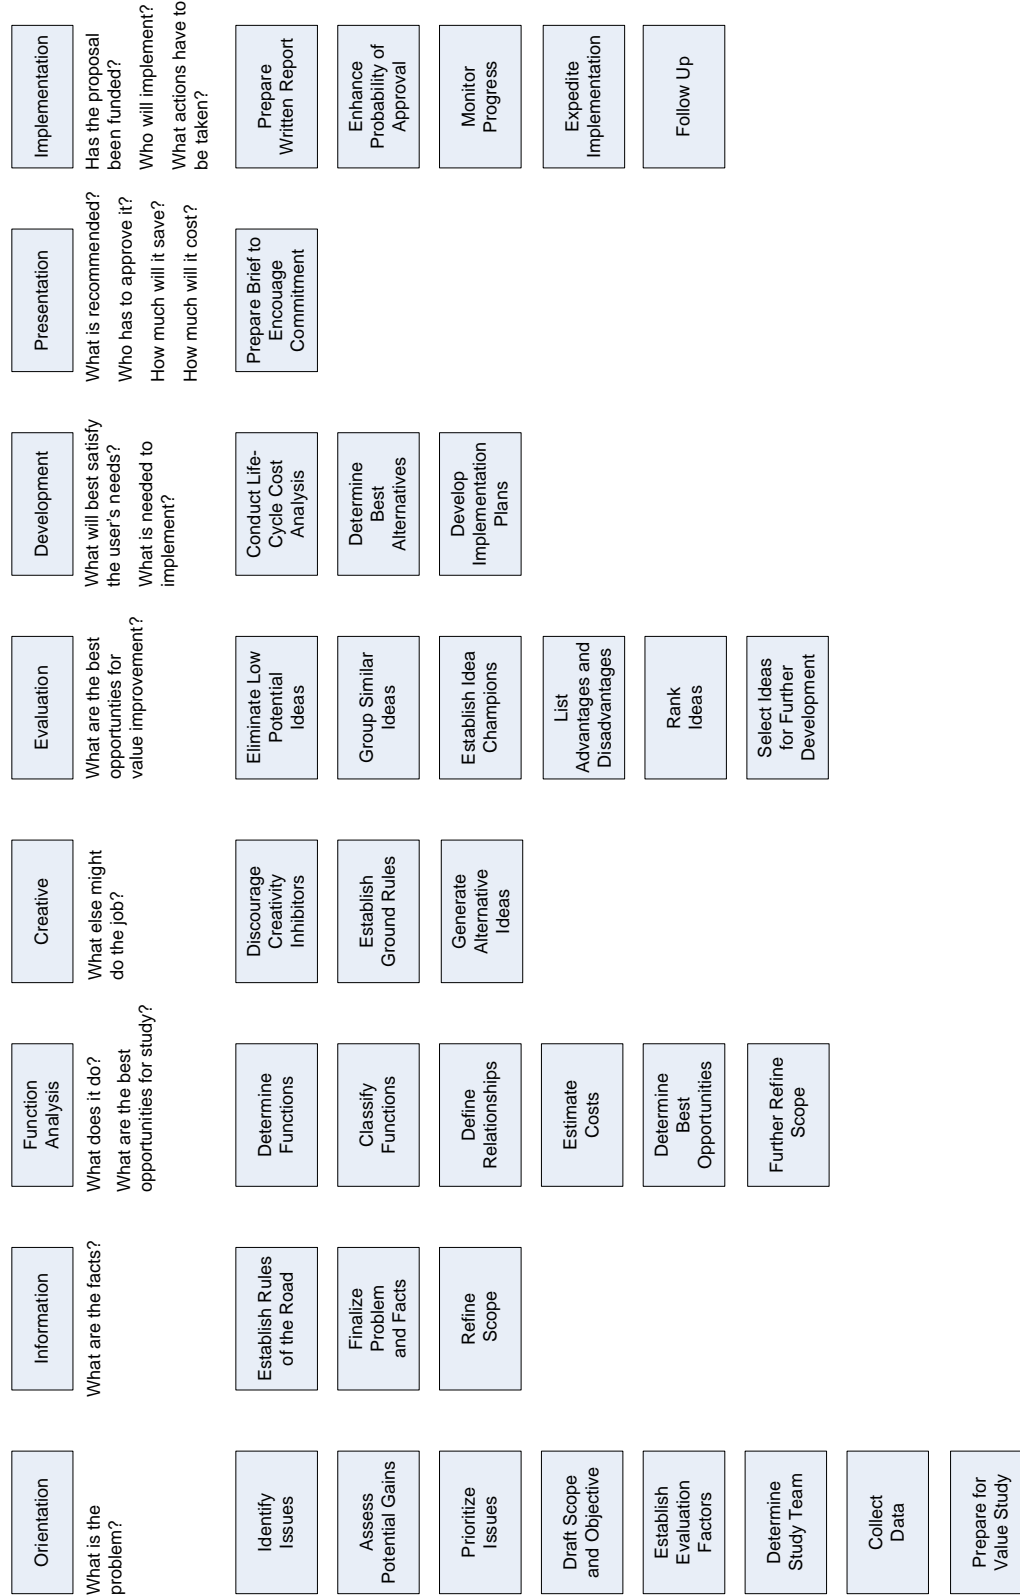 Orientation
What is the
problem?
Identify
Issues
Assess
Potential Gains
Prioritize
Issues
Draft Scope
and Objective
Establish
Evaluation
Factors
Determine
Study Team
Collect
Data
Prepare for
Value Study
Information
What are the facts?
Establish Rules
of the Road
Finalize
Problem
and Facts
Refine
Scope
Function
Analysis
What does it do?
What are the best
opportunities for study?
Determine
Functions
Classify
Functions
Define
Relationships
Estimate
Costs
Determine
Best
Opportunities
Further Refine
Scope
Creative
What else might
do the job?
Discourage
Creativity
Inhibitors
Establish
Ground Rules
Generate
Alternative
Ideas
Evaluation
What are the best
opportunties for
value improvement?
Eliminate Low
Potential
Ideas
Group Similar
Ideas
Establish Idea
Champions
List
Advantages and
Disadvantages
Rank
Ideas
Select Ideas
for Further
Development
Development
What will best satisfy
the user's needs?
What is needed to
implement?
Conduct Life-
Cycle Cost
Analysis
Determine
Best
Alternatives
Develop
Implementation
Plans
Presentation
What is recommended?
Who has to approve it?
How much will it save?
How much will it cost?
Prepare Brief to
Encouage
Commitment
Implementation
Has the proposal
been funded?
Who will implement?
What actions have to
be taken?
Prepare
Written Report
Enhance
Probability of
Approval
Monitor
Progress
Expedite
Implementation
Follow Up